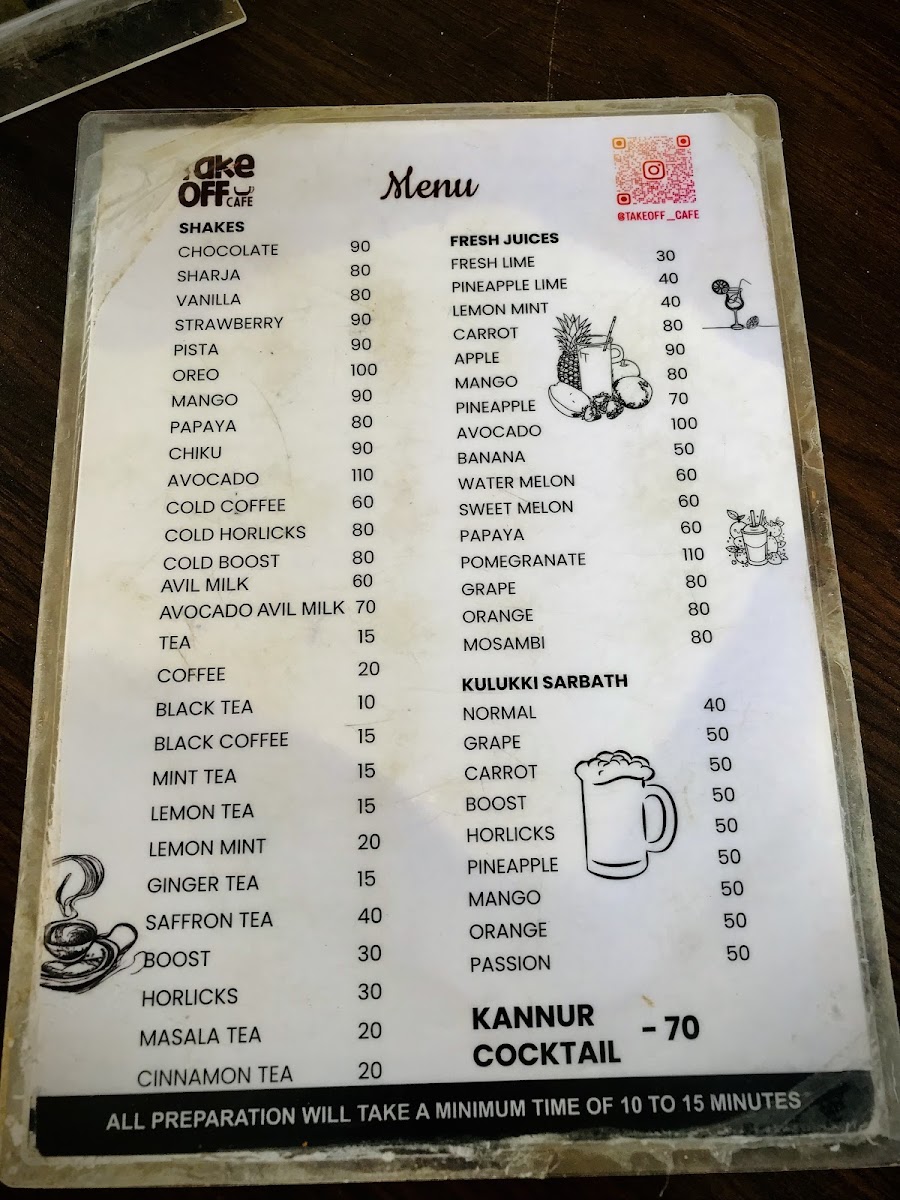 Take
OFF CAFE
Menu
@TAKEOFF_CAFE
SHAKES
CHOCOLATE 90
SHARJA 80
VANILLA 80
STRAWBERRY 90
PISTA 90
OREO 100
MANGO 90
PAPAYA 80
CHIKU 90
AVOCADO 110
COLD COFFEE 60
COLD HORLICKS 80
COLD BOOST 80
AVIL MILK 60
AVOCADO AVIL MILK 70
TEA 15
COFFEE 20
BLACK TEA 10
BLACK COFFEE 15
MINT TEA 15
LEMON TEA 15
LEMON MINT 20
GINGER TEA 15
SAFFRON TEA 40
BOOST 30
HORLICKS 30
MASALA TEA 20
CINNAMON TEA 20
FRESH JUICES
FRESH LIME 30
PINEAPPLE LIME 40
LEMON MINT 40
CARROT 80
APPLE 90
MANGO 80
PINEAPPLE 70
AVOCADO 100
BANANA 50
WATER MELON 60
SWEET MELON 60
PAPAYA 60
POMEGRANATE 110
GRAPE 80
ORANGE 80
MOSAMBI 80
KULUKKI SARBATH
NORMAL 40
GRAPE 50
CARROT 50
BOOST 50
HORLICKS 50
PINEAPPLE 50
MANGO 50
ORANGE 50
PASSION 50
KANNUR
COCKTAIL - 70
ALL PREPARATION WILL TAKE A MINIMUM TIME OF 10 TO 15 MINUTES